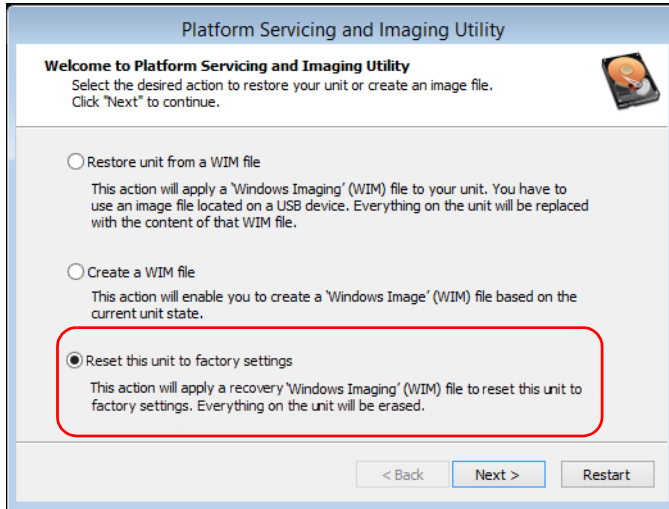 Platform Servicing and Imaging Utility
Welcome to Platform Servicing and Imaging Utility
Select the desired action to restore your unit or create an image file.
Click "Next" to continue.
Restore unit from a WIM file
This action will apply a 'Windows Imaging' (WIM) file to your unit. You have to
use an image file located on a USB device. Everything on the unit will be replaced
with the content of that WIM file.
Create a WIM file
This action will enable you to create a 'Windows Image' (WIM) file based on the
current unit state.
Reset this unit to factory settings
This action will apply a recovery 'Windows Imaging' (WIM) file to reset this unit to
factory settings. Everything on the unit will be erased.
< Back Next > Restart